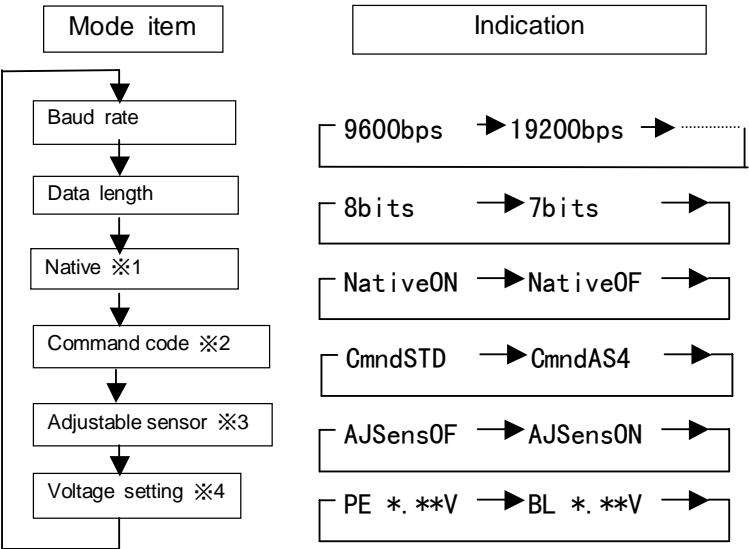 Mode item
Indication
Baud rate
9600bps
19200bps
Data length
8bits
7bits
Native ※1
NativeON
NativeOF
Command code ※2
CmndSTD
CmndAS4
Adjustable sensor ※3
AJSensOF
AJSensON
Voltage setting ※4
PE *.**V
BL *.**V